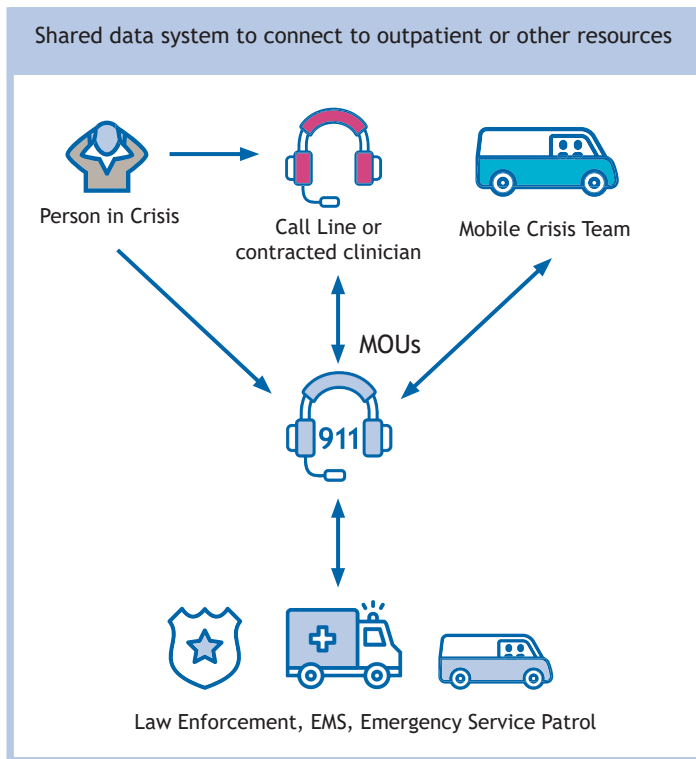 Shared data system to connect to outpatient or other resources
Person in Crisis
Call Line or
contracted clinician
Mobile Crisis Team
MOUs
911
Law Enforcement, EMS, Emergency Service Patrol